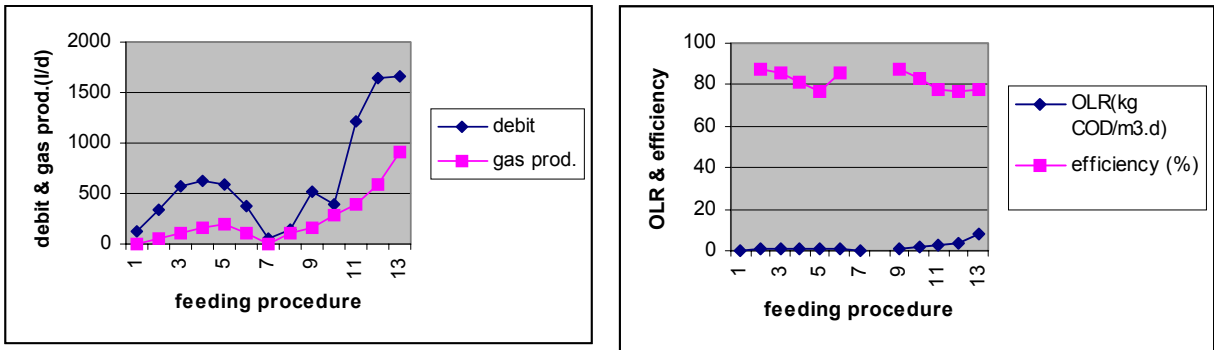 debit & gas prod.(l/d)
2000
1500
1000
500
0
1
3
5
7
9
11
13
feeding procedure
debit
gas prod.
OLR & efficiency
100
80
60
40
20
0
1
3
5
7
9
11
13
feeding procedure
OLR(kg
COD/m3.d)
efficiency (%)